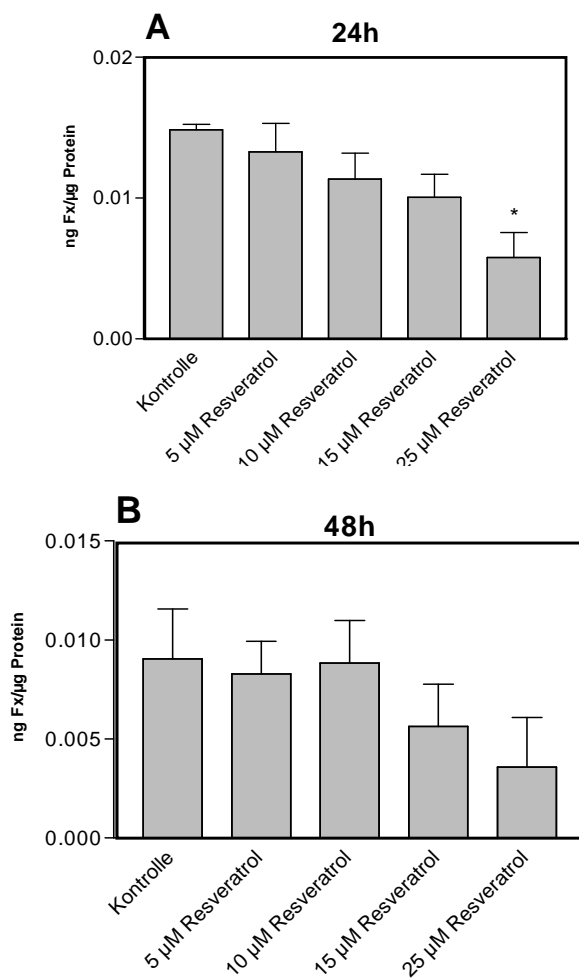 A
24h
ng Fx/µg Protein
0.02
0.01
0.00
*
Kontrolle
5 µM Resveratrol
10 µM Resveratrol
15 µM Resveratrol
25 µM Resveratrol
B
48h
ng Fx/µg Protein
0.015
0.010
0.005
0.000
Kontrolle
5 µM Resveratrol
10 µM Resveratrol
15 µM Resveratrol
25 µM Resveratrol